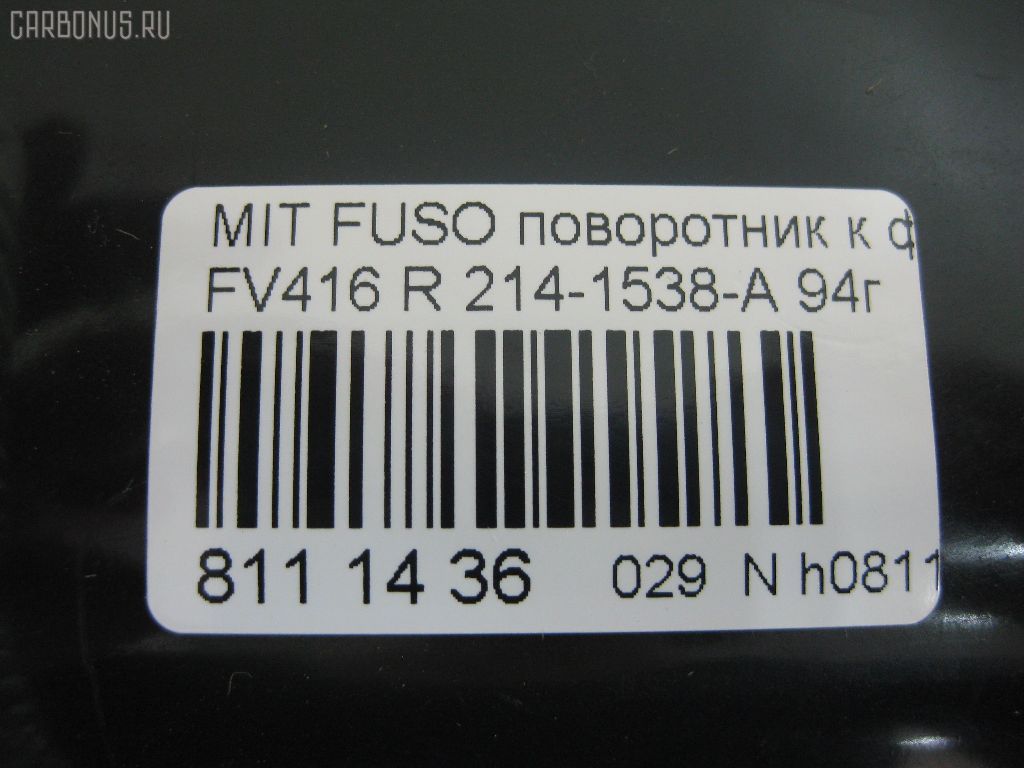 CARBONUS.RU
MIT FUSO поворотник к ф
FV416 R 214-1538-A 94г
811 14 36 029 N h0811